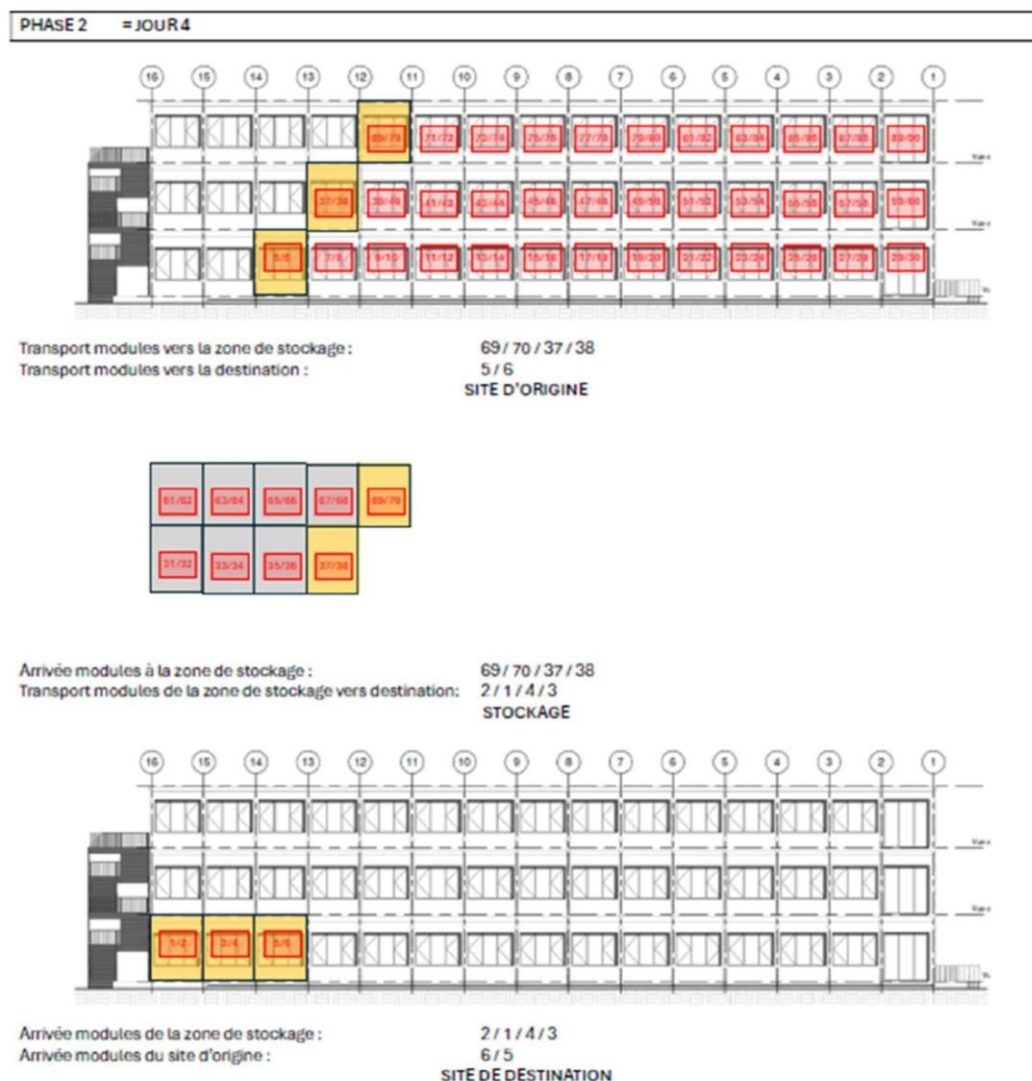 PHASE 2 = JOUR 4
16 15 14 13 12 11 10 9 8 7 6 5 4 3 2 1
69/70 71/72 73/74 75/76 77/78 79/80 81/82 83/84 85/86 87/88 89/90
37/38 39/40 41/42 43/44 45/46 47/48 49/50 51/52 53/54 55/56 57/58 59/60
5/6 7/8 9/10 11/12 13/14 15/16 17/18 19/20 21/22 23/24 25/26 27/28 29/30
Transport modules vers la zone de stockage : 69 / 70 / 37 / 38
Transport modules vers la destination : 5 / 6
SITE D'ORIGINE
61/62 63/64 65/66 67/68 69/70
31/32 33/34 35/36 37/38
Arrivée modules à la zone de stockage : 69 / 70 / 37 / 38
Transport modules de la zone de stockage vers destination: 2 / 1 / 4 / 3
STOCKAGE
16 15 14 13 12 11 10 9 8 7 6 5 4 3 2 1
1/2 3/4 5/6
Arrivée modules de la zone de stockage : 2 / 1 / 4 / 3
Arrivée modules du site d'origine : 6 / 5
SITE DE DESTINATION